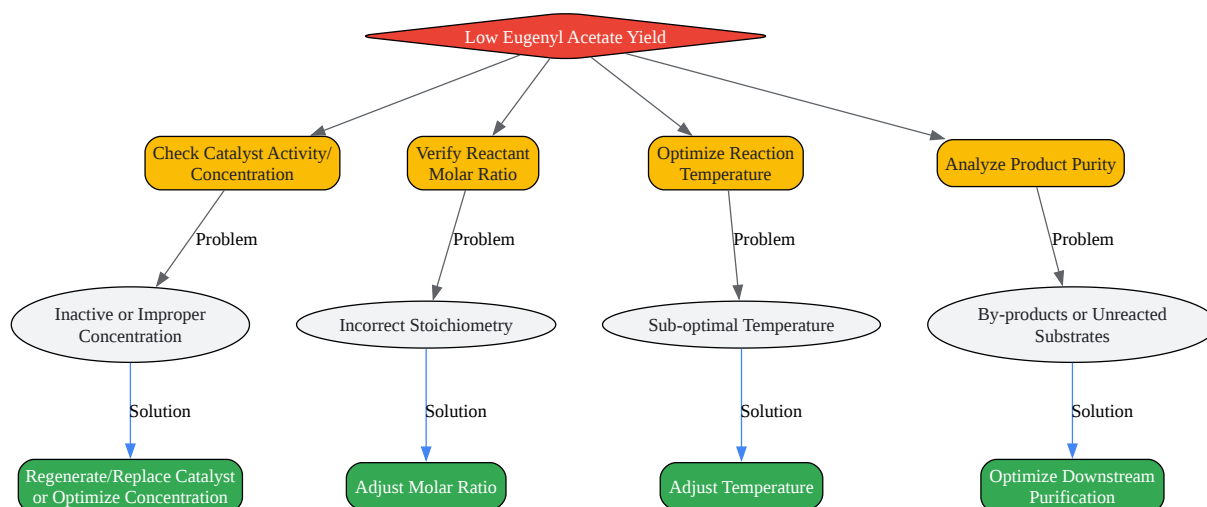 Low Eugenyl Acetate Yield
Check Catalyst Activity/
Concentration
Verify Reactant
Molar Ratio
Optimize Reaction
Temperature
Analyze Product Purity
Problem
Problem
Problem
Problem
Inactive or Improper
Concentration
Incorrect Stoichiometry
Sub-optimal Temperature
By-products or Unreacted
Substrates
Solution
Solution
Solution
Solution
Regenerate/Replace Catalyst
or Optimize Concentration
Adjust Molar Ratio
Adjust Temperature
Optimize Downstream
Purification